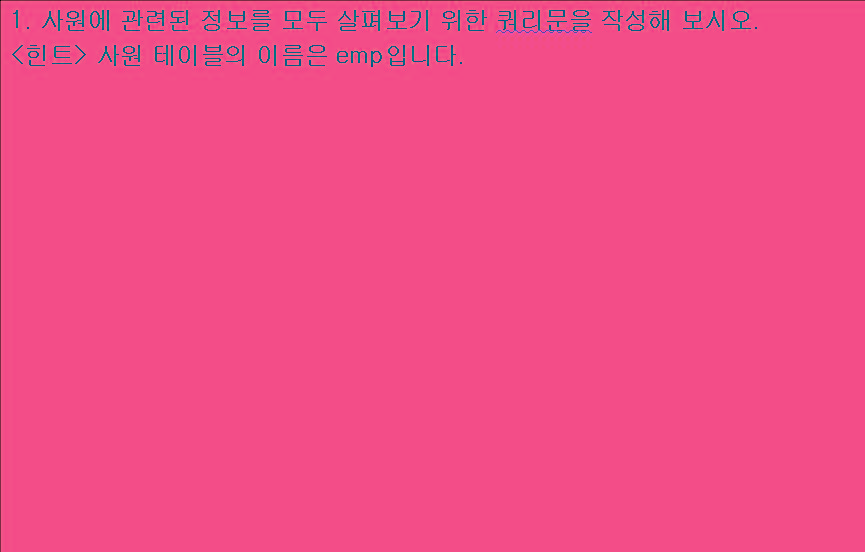 1. 사원에 관련된 정보를 모두 살펴보기 위한 쿼리문을 작성해 보시오.
<힌트> 사원 테이블의 이름은 emp입니다.